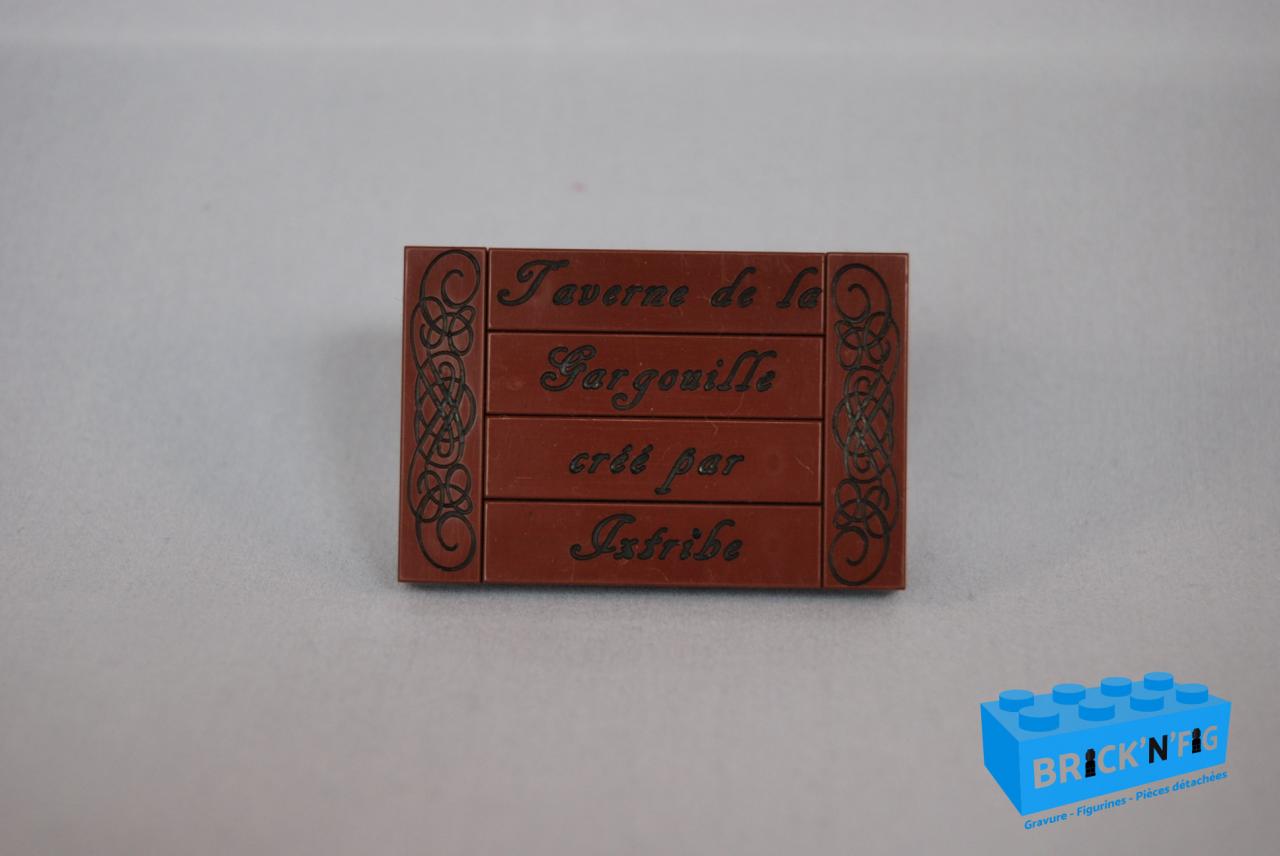 Taverne de la
Gargouille
créé par
Ixtribe
BRICK'N'FIG
Gravure - Figurines - Pièces détachées